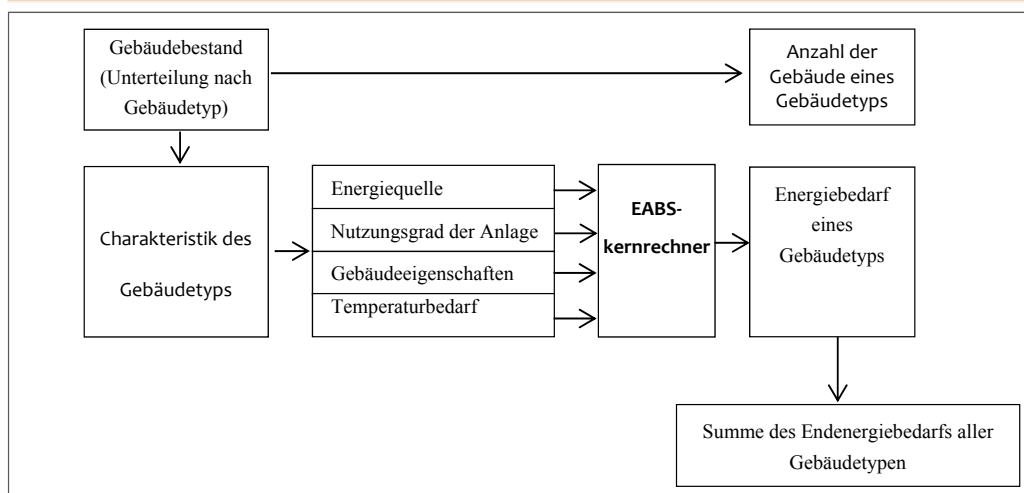 Gebäudebestand
(Unterteilung nach
Gebäudetyp)
Anzahl der
Gebäude eines
Gebäudetyps
Charakteristik des
Gebäudetyps
Energiequelle
Nutzungsgrad der Anlage
Gebäudeeigenschaften
Temperaturbedarf
EABS-
kernrechner
Energiebedarf
eines
Gebäudetyps
Summe des Endenergiebedarfs aller
Gebäudetypen